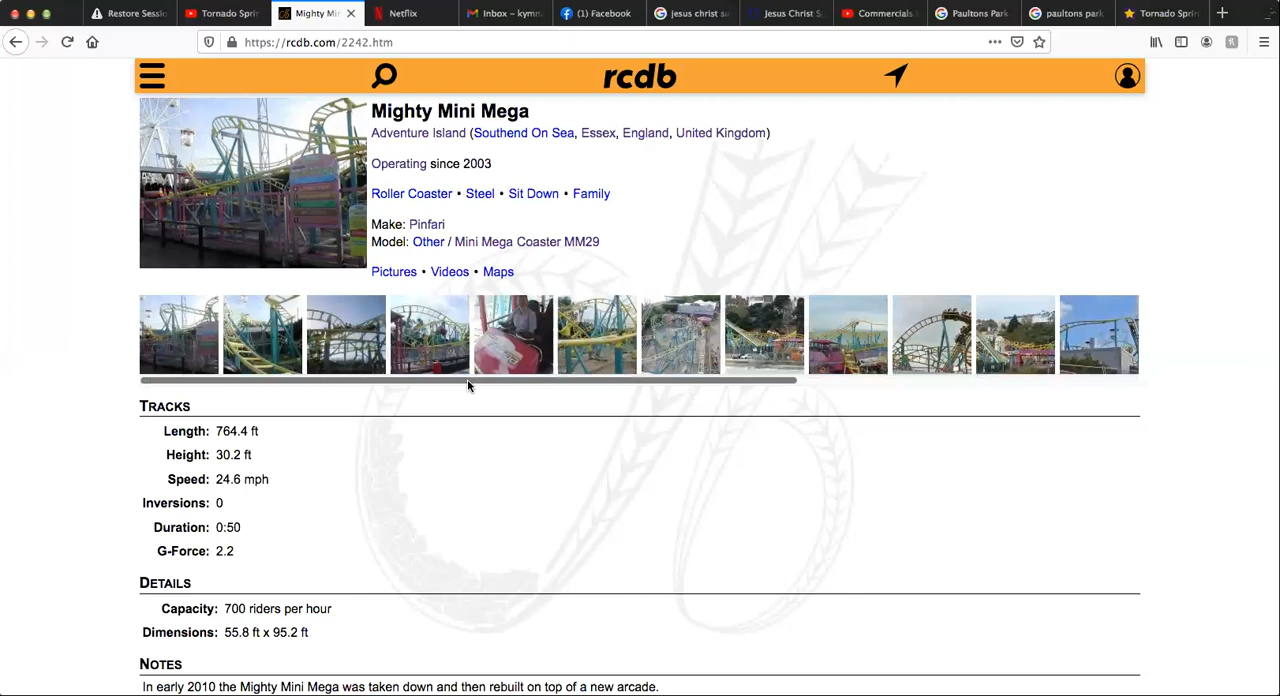 Restore Sessi
Tornado Sprin
Mighty Mi
Netflix
Inbox – kymn
(1) Facebook
jesus christ su
Jesus Christ S
Commercials
Paultons Park
paultons park
Tornado Sprin
https://rcdb.com/2242.htm
rcdb
Mighty Mini Mega
Adventure Island (Southend On Sea, Essex, England, United Kingdom)
Operating since 2003
Roller Coaster • Steel • Sit Down • Family
Make: Pinfari
Model: Other / Mini Mega Coaster MM29
Pictures • Videos • Maps
TRACKS
Length: 764.4 ft
Height: 30.2 ft
Speed: 24.6 mph
Inversions: 0
Duration: 0:50
G-Force: 2.2
DETAILS
Capacity: 700 riders per hour
Dimensions: 55.8 ft x 95.2 ft
NOTES
In early 2010 the Mighty Mini Mega was taken down and then rebuilt on top of a new arcade.